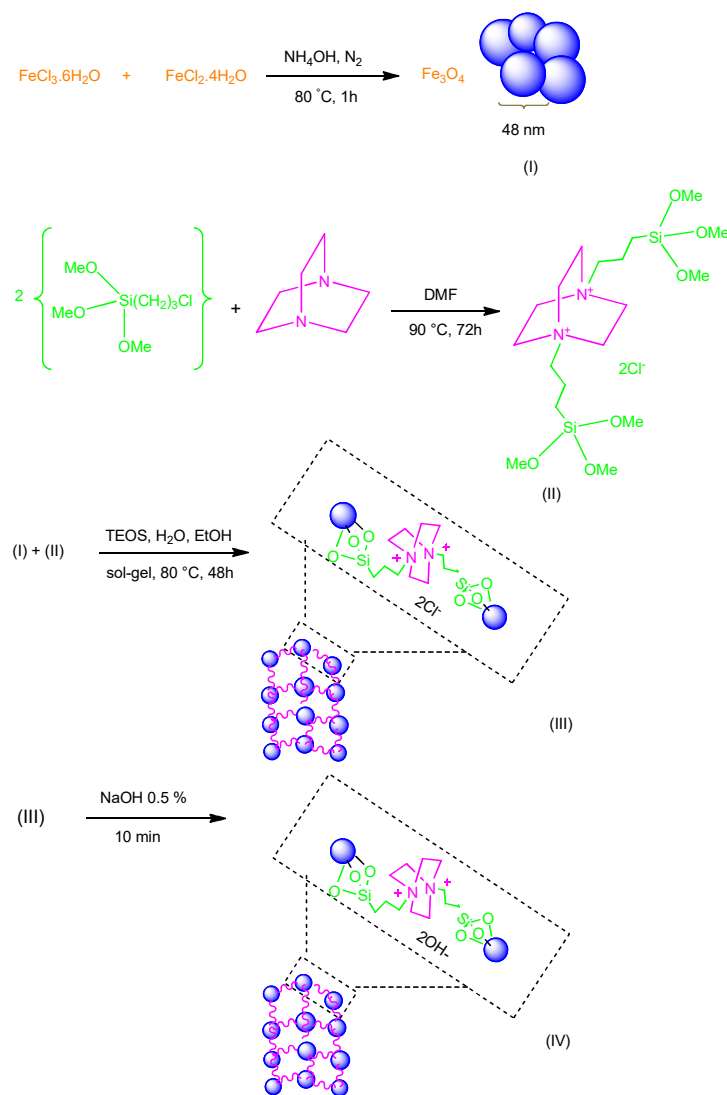 FeCl3.6H2O + FeCl2.4H2O NH4OH, N2 Fe3O4
80 °C, 1h
48 nm
(I)
2 MeO MeO OMe Si(CH2)3Cl + N N DMF
90 °C, 72h
OMe OMe OMe Si N+ N+
2Cl-
Si OMe OMe MeO
(II)
(I) + (II) TEOS, H2O, EtOH
sol-gel, 80 °C, 48h
O O O Si + N N + Si O O O
2Cl-
(III)
(III) NaOH 0.5 %
10 min
O O O Si + N N + Si O O O
2OH-
(IV)